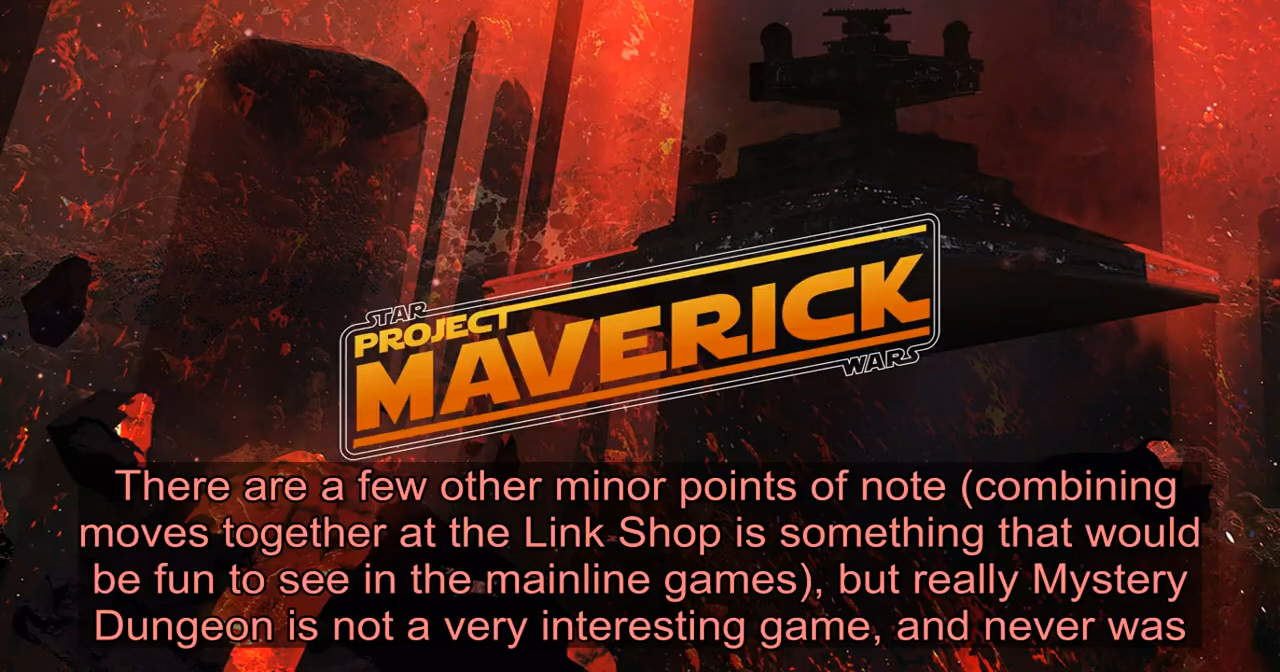 STAR
PROJECT
MAVERICK
WARS
There are a few other minor points of note (combining
moves together at the Link Shop is something that would
be fun to see in the mainline games), but really Mystery
Dungeon is not a very interesting game, and never was